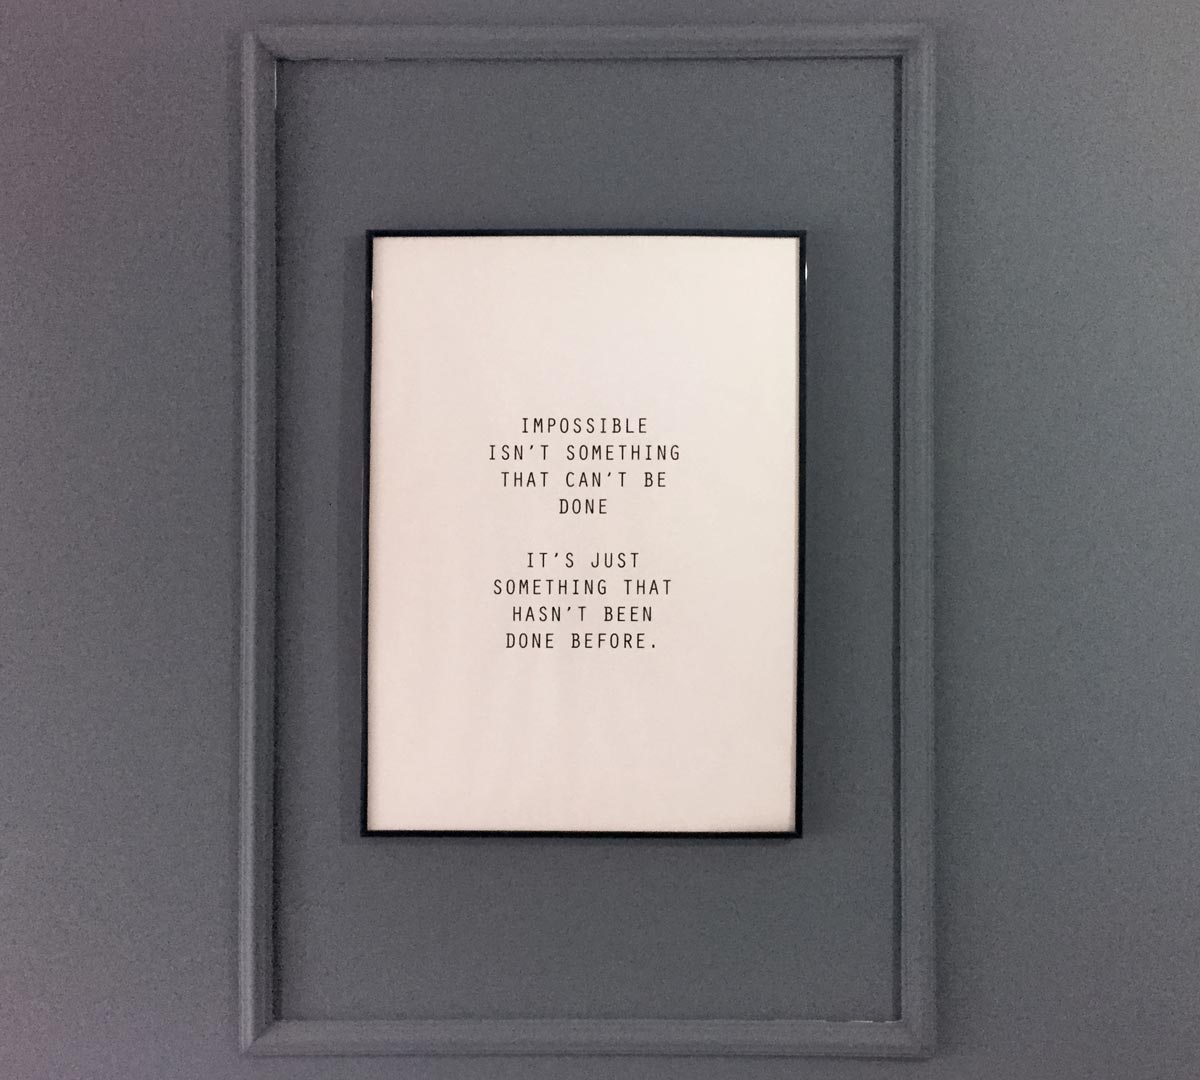 IMPOSSIBLE
ISN'T SOMETHING
THAT CAN'T BE
DONE
IT'S JUST
SOMETHING THAT
HASN'T BEEN
DONE BEFORE.